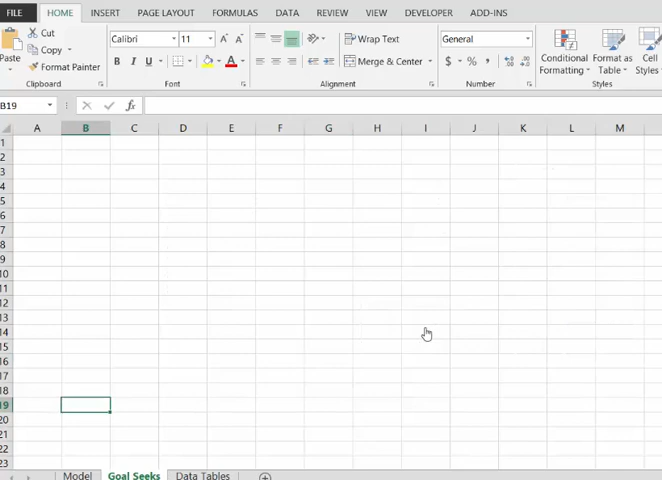 FILE HOME INSERT PAGE LAYOUT FORMULAS DATA REVIEW VIEW DEVELOPER ADD-INS
Cut
Copy
Format Painter
Paste
Clipboard
Calibri 11
B I U
Font
Wrap Text
Merge & Center
Alignment
General
$ %
Number
Conditional Formatting
Format as Table
Cell Styles
Styles
B19 fx
A B C D E F G H I J K L M
1
2
3
4
5
6
7
8
9
10
11
12
13
14
15
16
17
18
19
20
21
22
23
Model Goal Seeks Data Tables